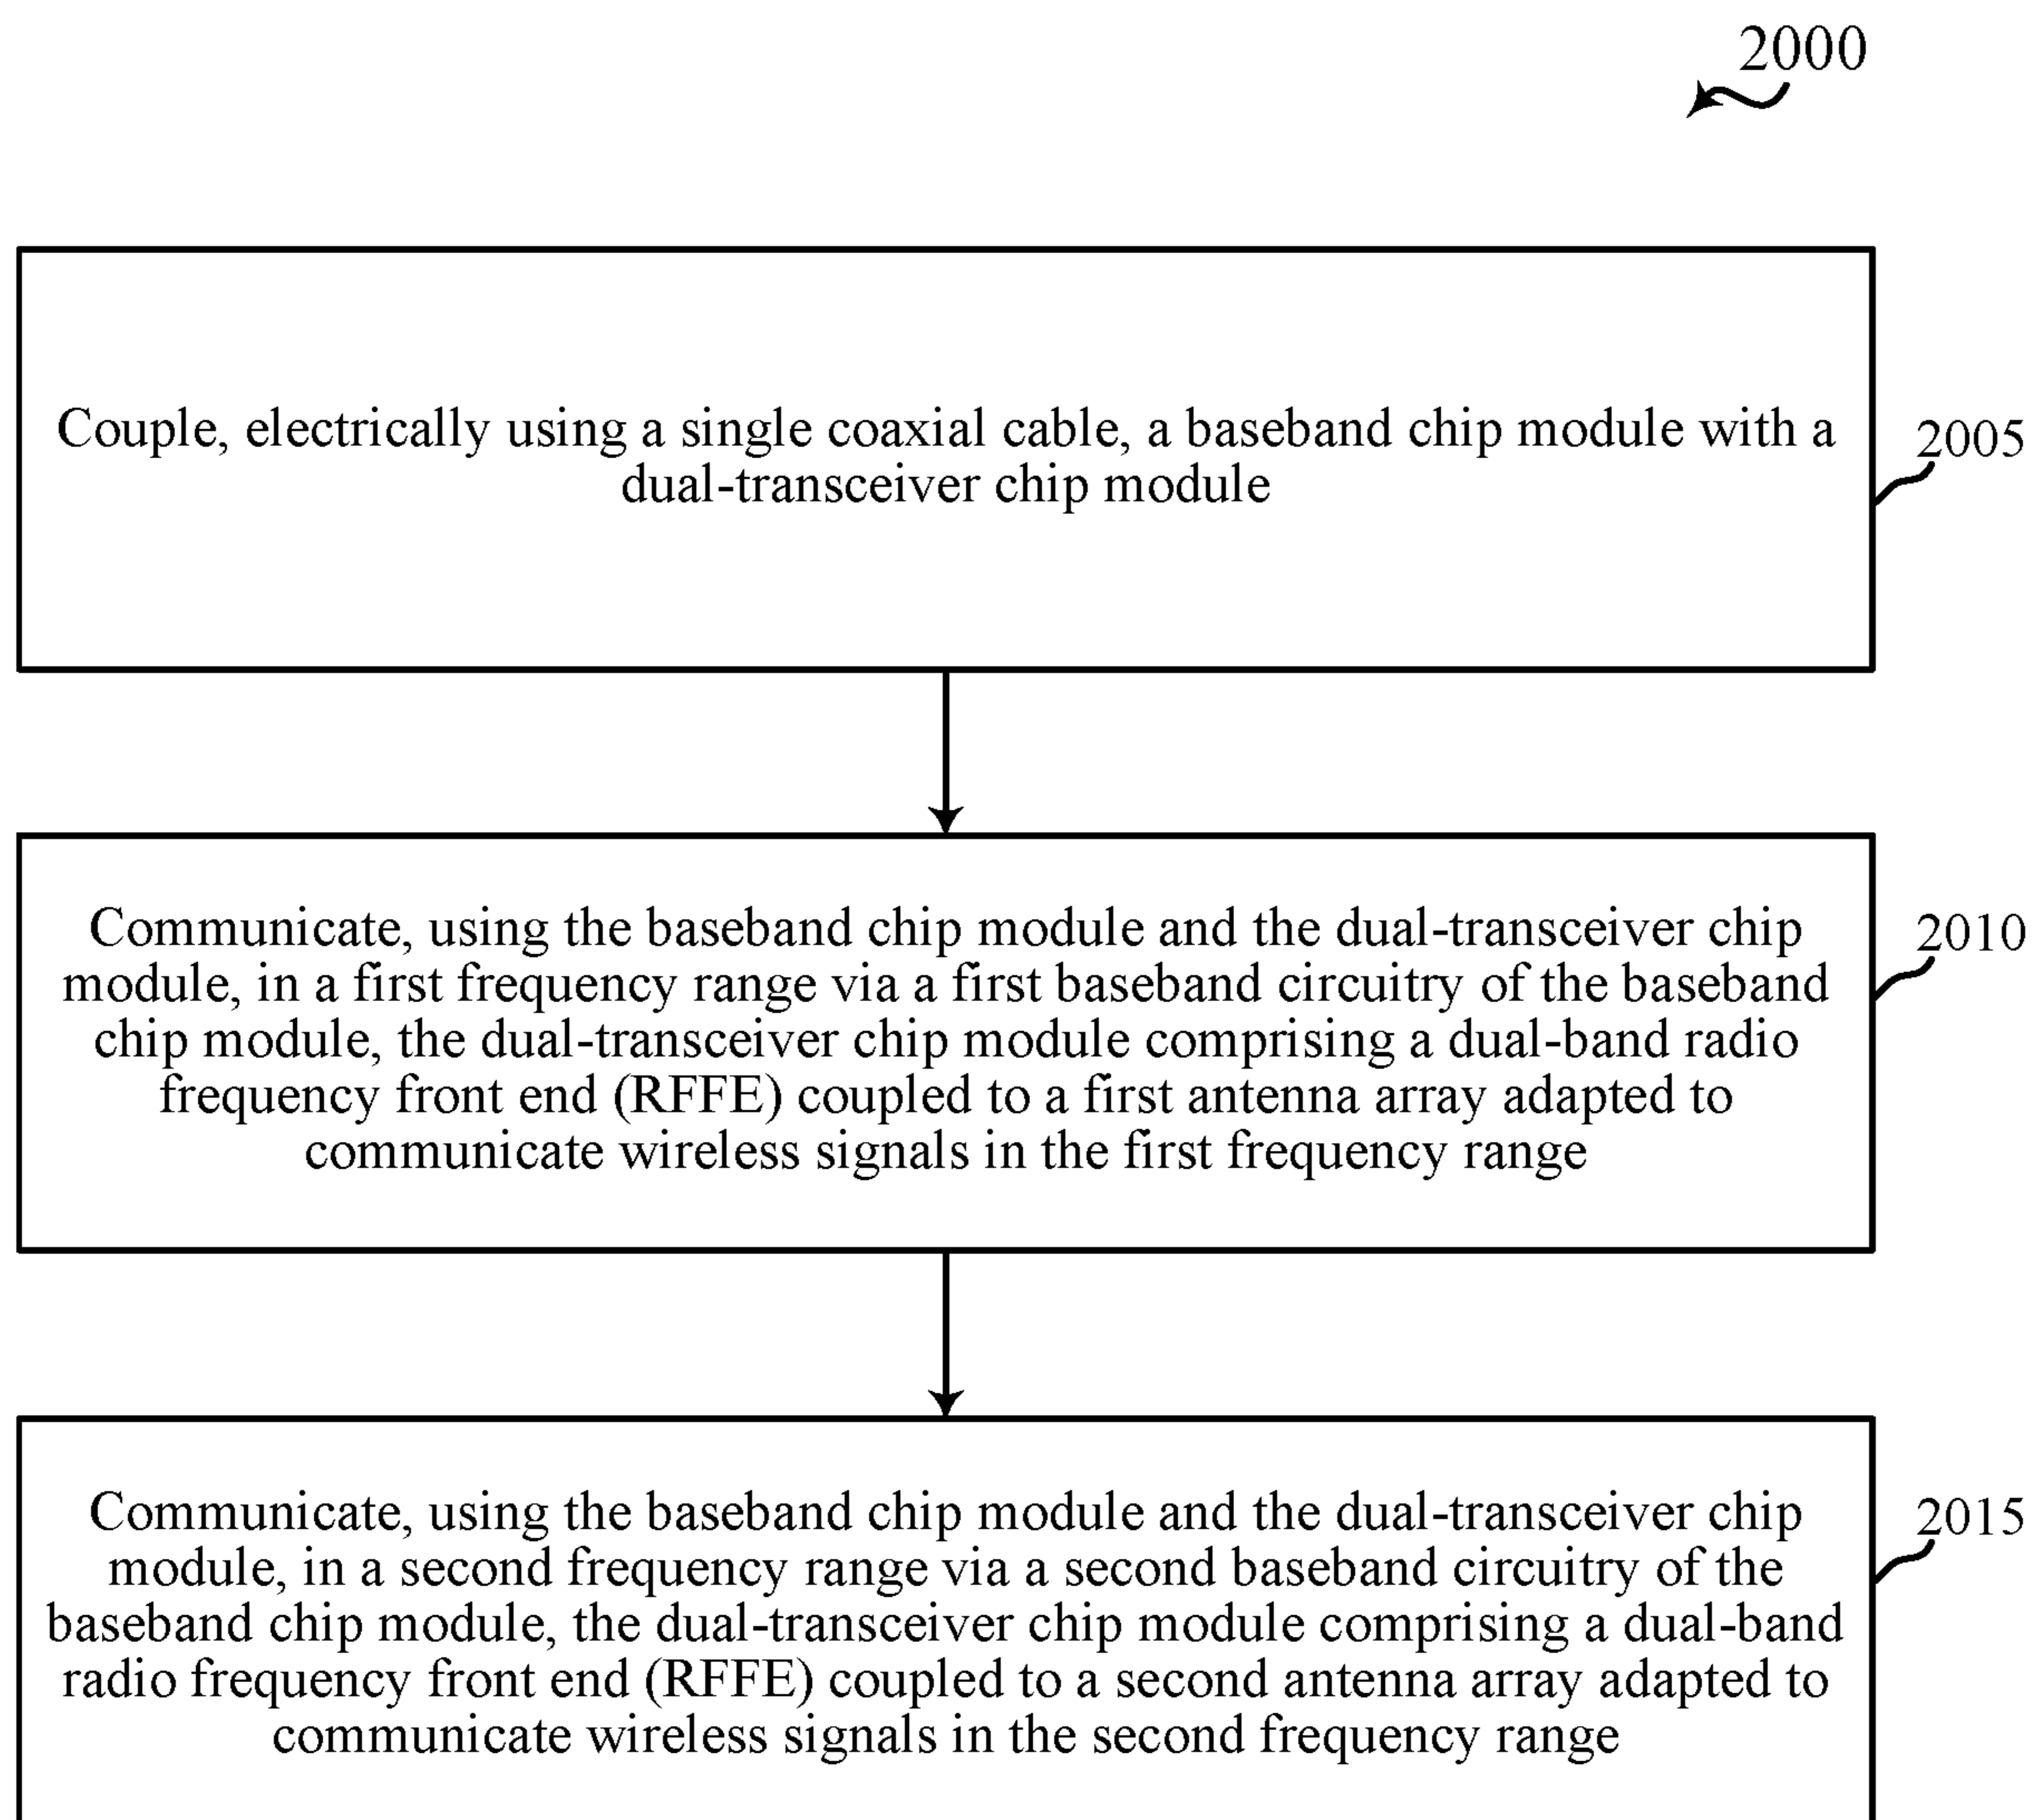 2000
Couple, electrically using a single coaxial cable, a baseband chip module with a
dual-transceiver chip module
2005
Communicate, using the baseband chip module and the dual-transceiver chip
module, in a first frequency range via a first baseband circuitry of the baseband
chip module, the dual-transceiver chip module comprising a dual-band radio
frequency front end (RFFE) coupled to a first antenna array adapted to
communicate wireless signals in the first frequency range
2010
Communicate, using the baseband chip module and the dual-transceiver chip
module, in a second frequency range via a second baseband circuitry of the
baseband chip module, the dual-transceiver chip module comprising a dual-band
radio frequency front end (RFFE) coupled to a second antenna array adapted to
communicate wireless signals in the second frequency range
2015